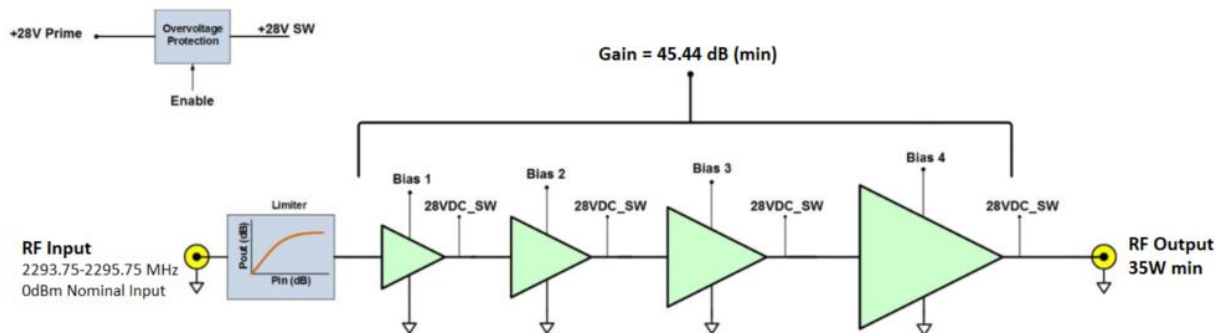 +28V Prime
Overvoltage
Protection
+28V SW
Enable
Gain = 45.44 dB (min)
Bias 1
Bias 2
Bias 3
Bias 4
28VDC_SW
28VDC_SW
28VDC_SW
28VDC_SW
Limiter
Pout (dB)
Pin (dB)
RF Input
2293.75-2295.75 MHz
0dBm Nominal Input
RF Output
35W min